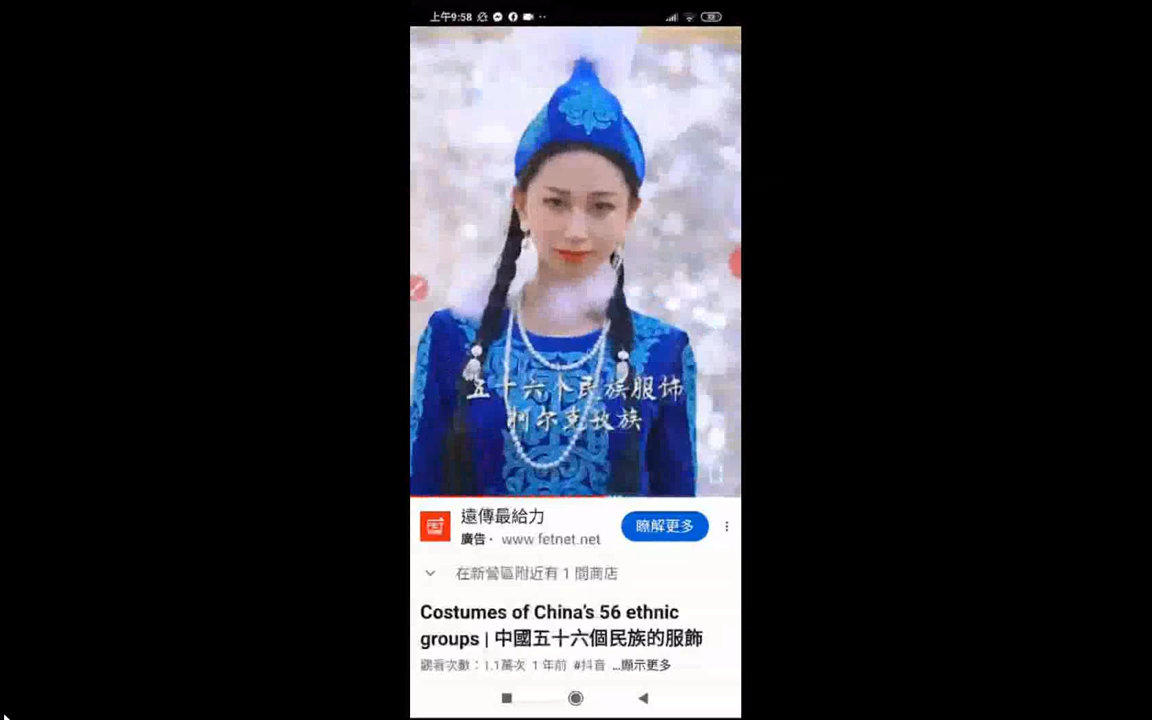 上午9:58
五十六个民族服饰
柯尔克孜族
遠傳最給力
廣告· www.fetnet.net
瞭解更多
在新營區附近有 1 間商店
Costumes of China's 56 ethnic
groups | 中國五十六個民族的服飾
觀看次數：1.1萬次 1 年前 #抖音 ...顯示更多